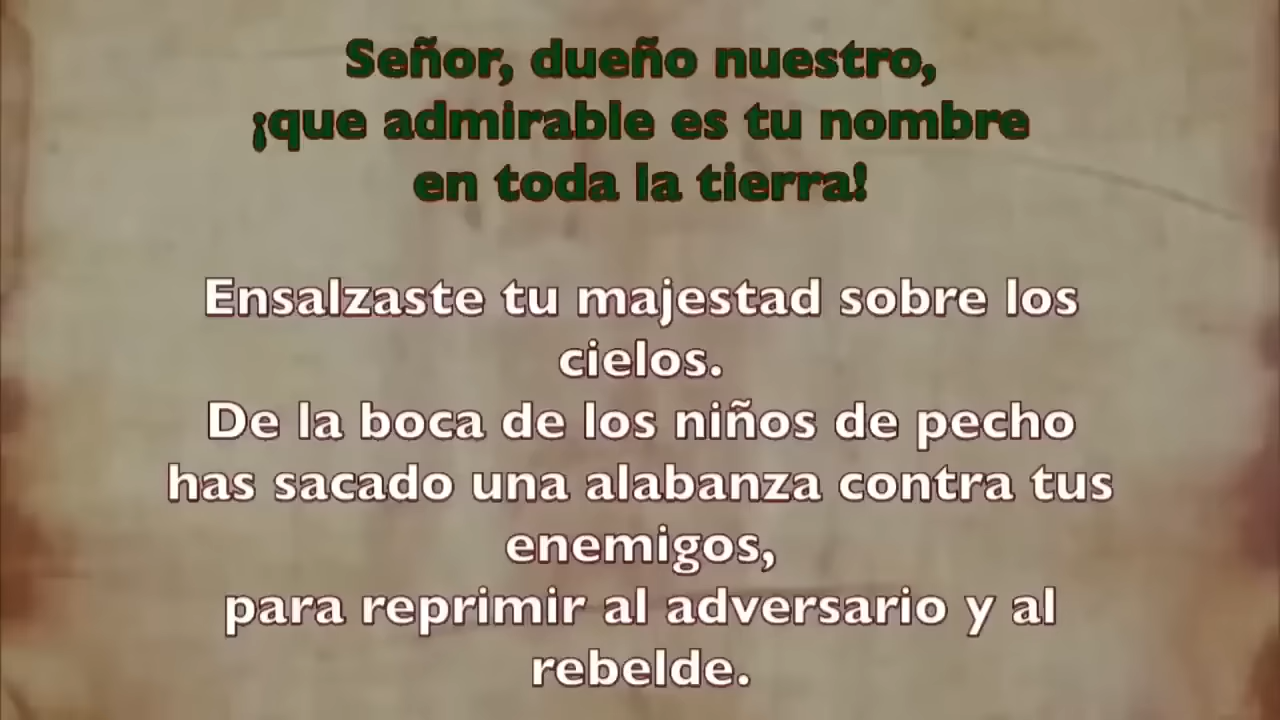 Señor, dueño nuestro,
¡que admirable es tu nombre
en toda la tierra!
Ensalzaste tu majestad sobre los
cielos.
De la boca de los niños de pecho
has sacado una alabanza contra tus
enemigos,
para reprimir al adversario y al
rebelde.